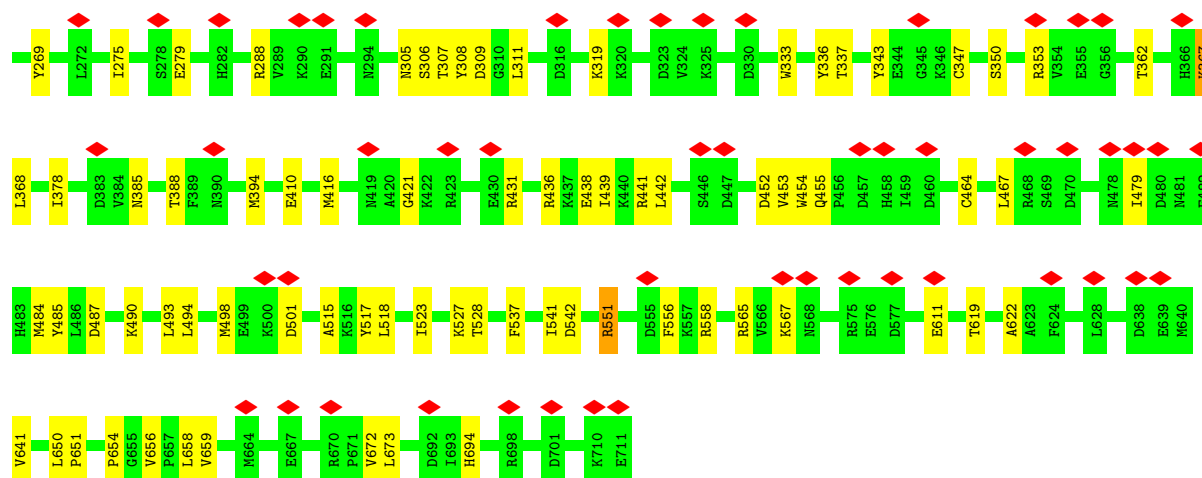 Y269 L272 I275 S278 E279 H282 R288 V289 K290 E291 N294 N305 S306 T307 Y308 D309 G310 L311 D316 K319 K320 D323 V324 K325 D330 W333 Y336 T337 Y343 V344 G345 K346 C347 S350 R353 V354 E355 G356 T362 H366
L368 I378 D383 V384 N385 T388 F389 N390 M394 E410 M416 N419 A420 G421 K422 R423 E430 R431 R436 K437 E438 I439 K440 R441 L442 S446 D447 D452 V453 W454 Q455 P456 D457 H458 I459 D460 C464 L467 R468 S469 D470 N478 I479 D480 N481
H483 M484 Y485 L486 D487 K490 L493 L494 M498 E499 K500 D501 A515 K516 Y517 L518 I523 K527 T528 F537 I541 D542 R551 D555 F556 K557 R558 R565 V566 K567 N568 R575 E576 D577 E611 T619 A622 A623 F624 L628 D638 E639 M640
V641 L650 P651 P654 G655 V656 P657 L658 V659 M664 E667 R670 P671 V672 L673 D692 I693 H694 R698 D701 K710 E711